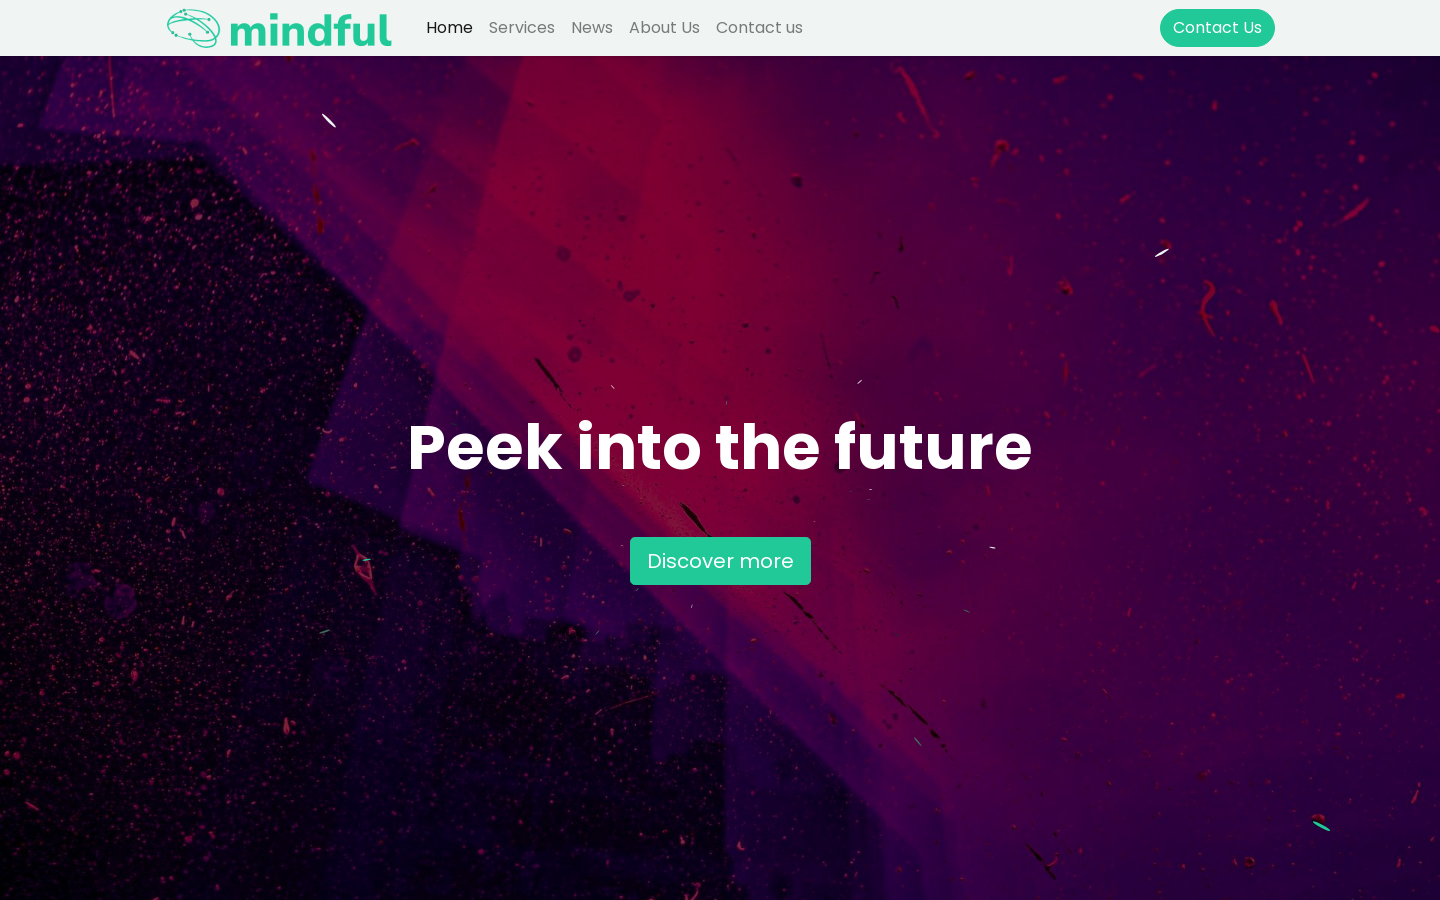 mindful
Home Services News About Us Contact us
Contact Us
Peek into the future
Discover more